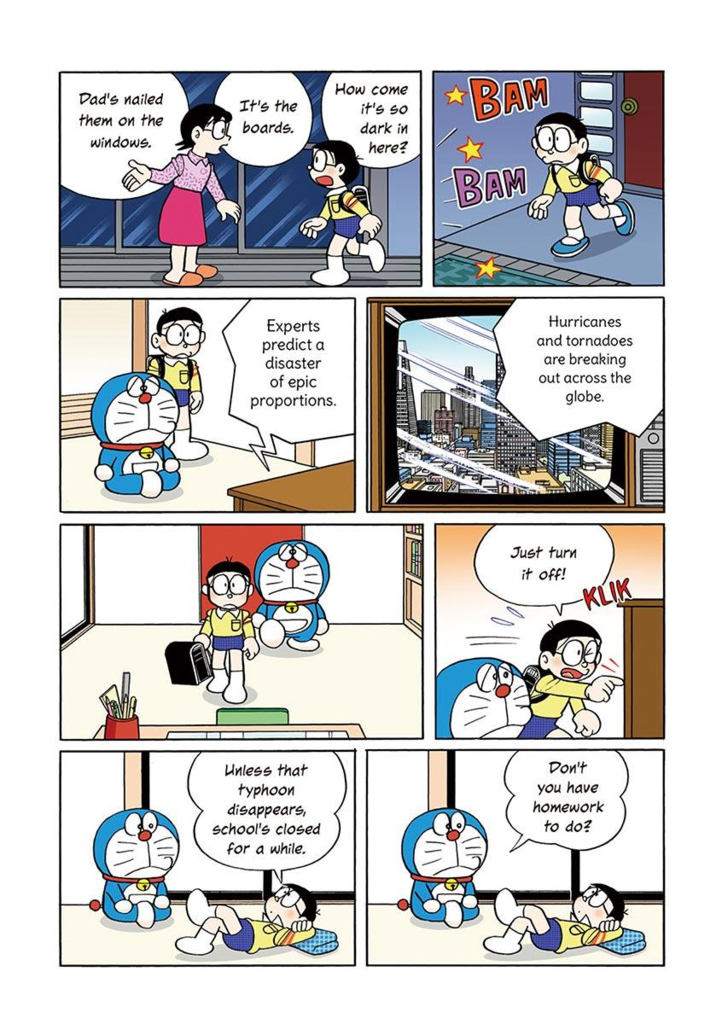 BAM
BAM
How come
it's so
dark in
here?
It's the
boards.
Dad's nailed
them on the
windows.
Hurricanes
and tornadoes
are breaking
out across the
globe.
Experts
predict a
disaster
of epic
proportions.
Just turn
it off!
KLIK
Don't
you have
homework
to do?
Unless that
typhoon
disappears,
school's closed
for a while.